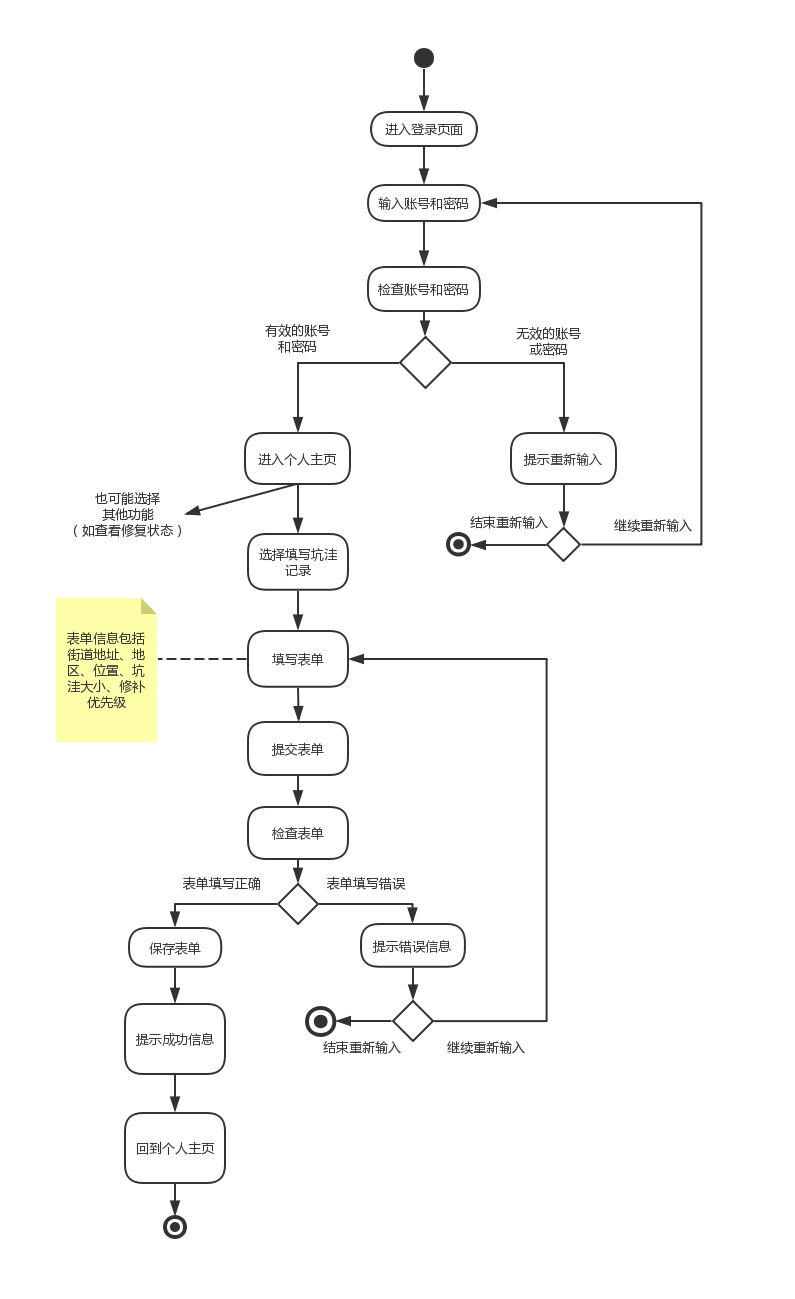 进入登录页面
输入账号和密码
检查账号和密码
有效的账号
和密码
无效的账号
或密码
进入个人主页
提示重新输入
也可能选择
其他功能
（如查看修复状态）
结束重新输入
继续重新输入
选择填写坑洼
记录
表单信息包括
街道地址、地
区、位置、坑
洼大小、修补
优先级
填写表单
提交表单
检查表单
表单填写正确
表单填写错误
保存表单
提示错误信息
提示成功信息
结束重新输入
继续重新输入
回到个人主页